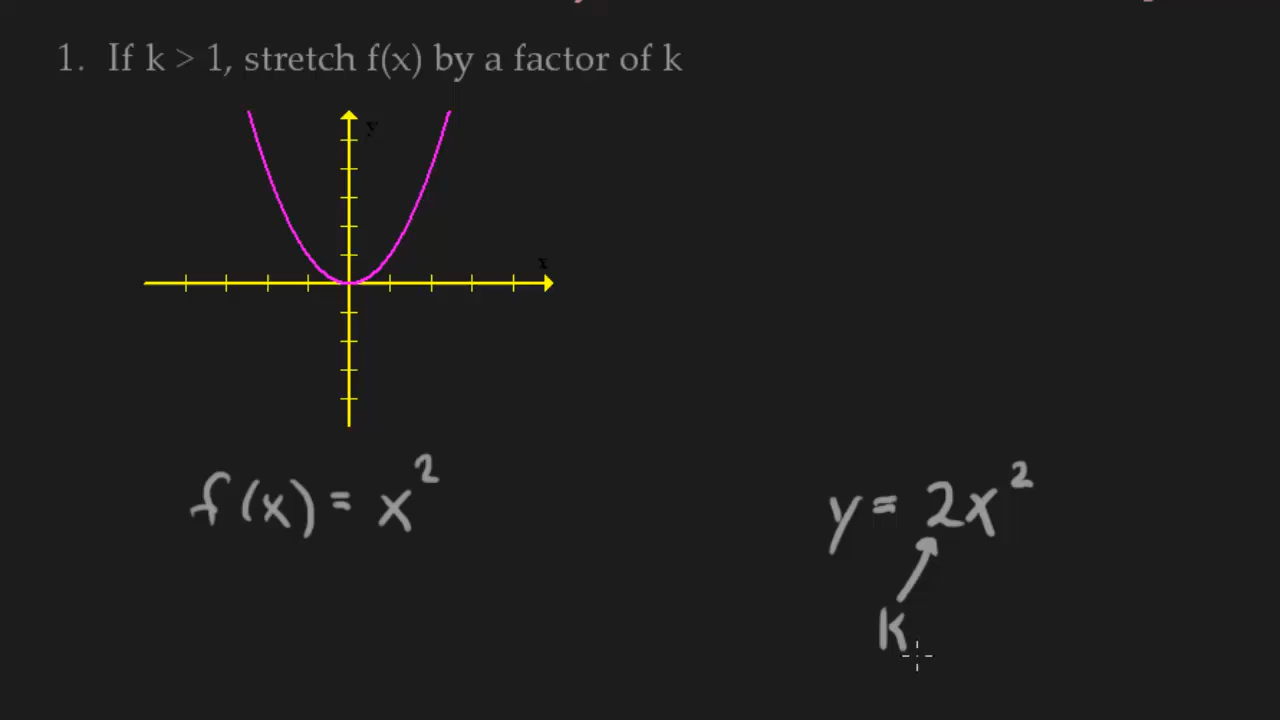 1. If k > 1, stretch f(x) by a factor of k
y
x
f(x) = x²
y = 2x²
k